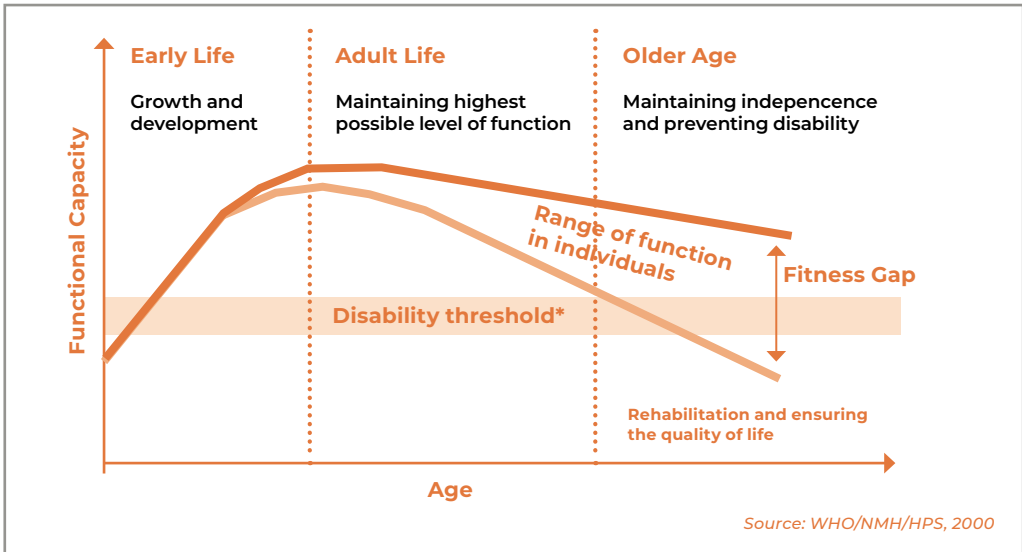 Early Life
Growth and
development
Adult Life
Maintaining highest
possible level of function
Older Age
Maintaining indepencence
and preventing disability
Functional Capacity
Range of function
in individuals
Fitness Gap
Disability threshold*
Rehabilitation and ensuring
the quality of life
Age
Source: WHO/NMH/HPS, 2000